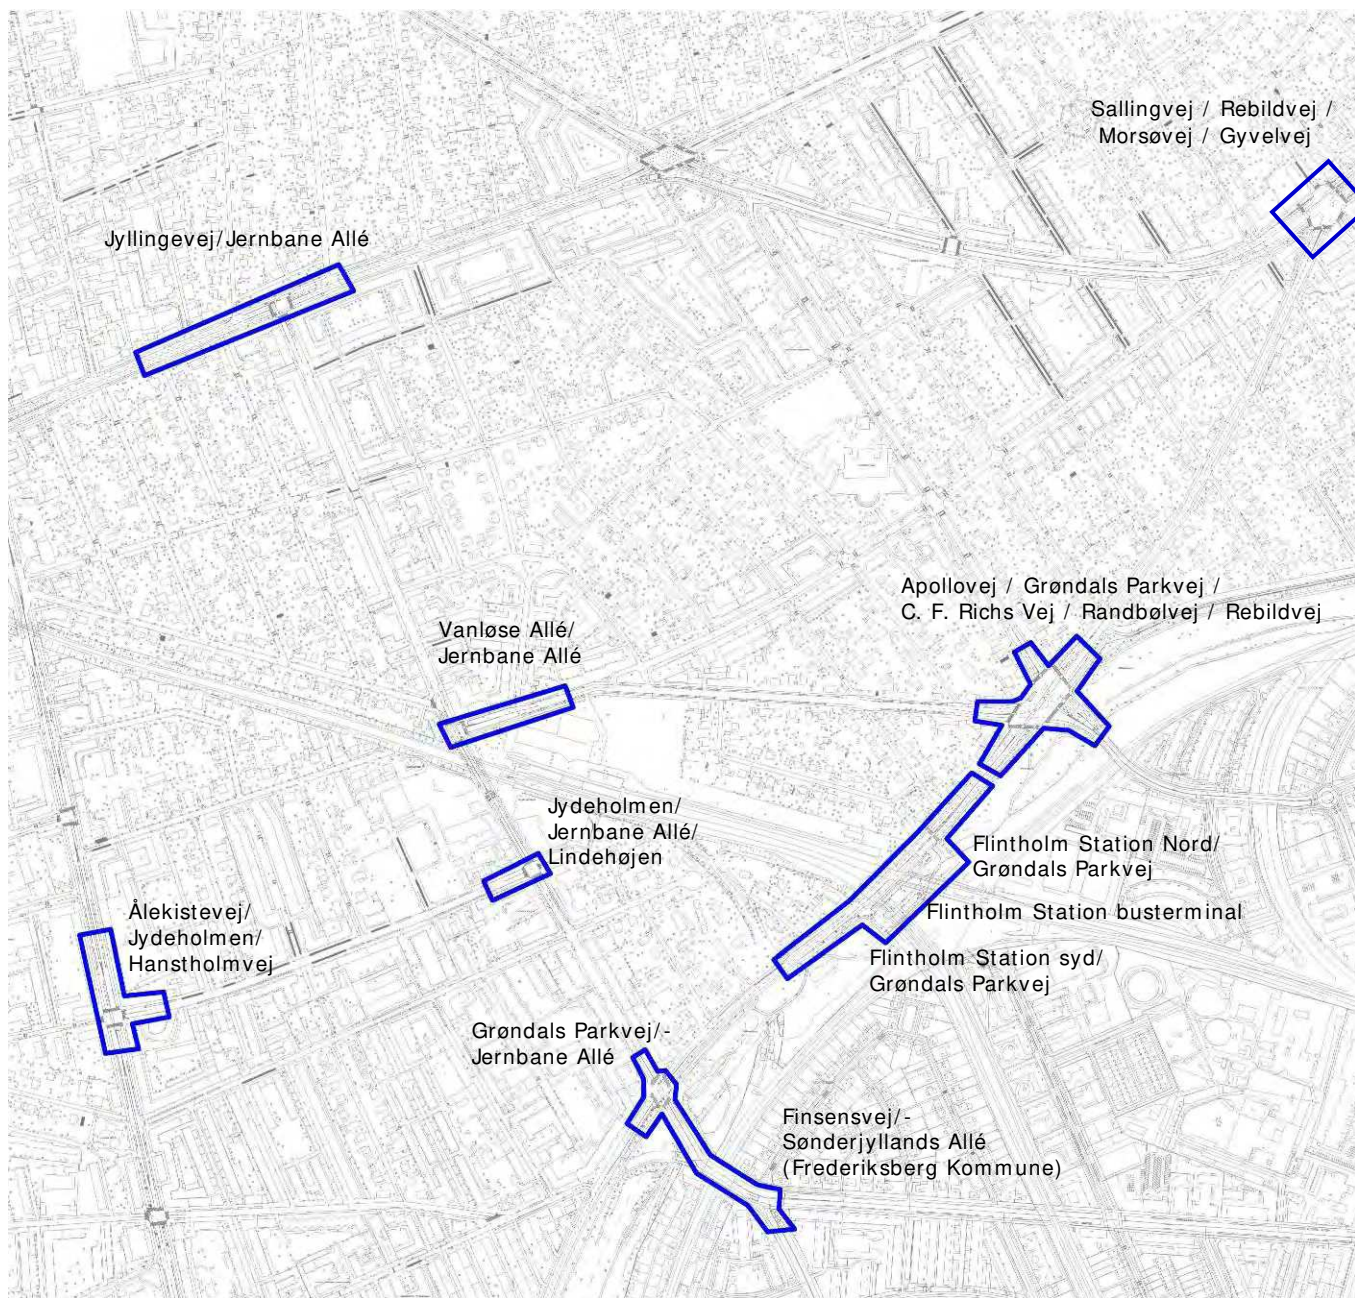 Sallingvej / Rebildvej /
Morsøvej / Gyvelvej
Jyllingevej/Jernbane Allé
Apollovej / Grøndals Parkvej /
C. F. Richs Vej / Randbølvej / Rebildvej
Vanløse Allé/
Jernbane Allé
Jydeholmen/
Jernbane Allé/
Lindehøjen
Flintholm Station Nord/
Grøndals Parkvej
Flintholm Station busterminal
Ålekistevej/
Jydeholmen/
Hanstholmvej
Flintholm Station syd/
Grøndals Parkvej
Grøndals Parkvej/-
Jernbane Allé
Finsensvej/-
Sønderjyllands Allé
(Frederiksberg Kommune)